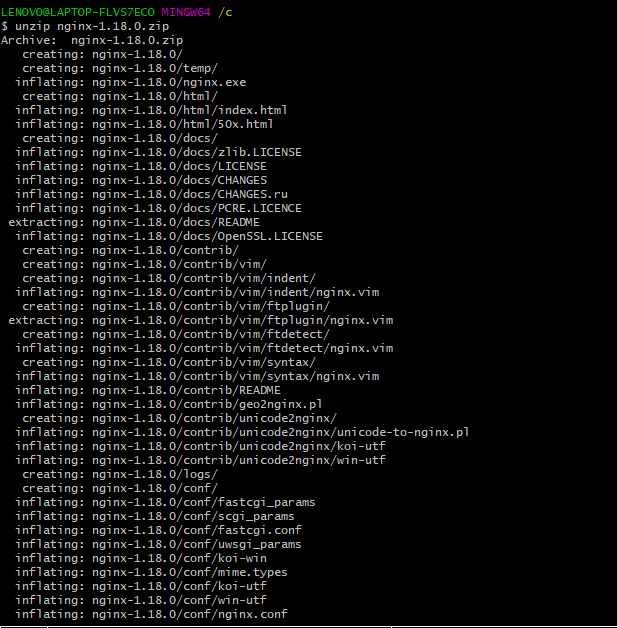 LENOVO@LAPTOP-FLVS7ECO MINGW64 /c
$ unzip nginx-1.18.0.zip
Archive:  nginx-1.18.0.zip
   creating: nginx-1.18.0/
   creating: nginx-1.18.0/temp/
  inflating: nginx-1.18.0/nginx.exe
   creating: nginx-1.18.0/html/
  inflating: nginx-1.18.0/html/index.html
  inflating: nginx-1.18.0/html/50x.html
   creating: nginx-1.18.0/docs/
  inflating: nginx-1.18.0/docs/zlib.LICENSE
  inflating: nginx-1.18.0/docs/LICENSE
  inflating: nginx-1.18.0/docs/CHANGES
  inflating: nginx-1.18.0/docs/CHANGES.ru
  inflating: nginx-1.18.0/docs/PCRE.LICENCE
 extracting: nginx-1.18.0/docs/README
  inflating: nginx-1.18.0/docs/OpenSSL.LICENSE
   creating: nginx-1.18.0/contrib/
   creating: nginx-1.18.0/contrib/vim/
   creating: nginx-1.18.0/contrib/vim/indent/
  inflating: nginx-1.18.0/contrib/vim/indent/nginx.vim
   creating: nginx-1.18.0/contrib/vim/ftplugin/
 extracting: nginx-1.18.0/contrib/vim/ftplugin/nginx.vim
   creating: nginx-1.18.0/contrib/vim/ftdetect/
  inflating: nginx-1.18.0/contrib/vim/ftdetect/nginx.vim
   creating: nginx-1.18.0/contrib/vim/syntax/
  inflating: nginx-1.18.0/contrib/vim/syntax/nginx.vim
  inflating: nginx-1.18.0/contrib/README
  inflating: nginx-1.18.0/contrib/geo2nginx.pl
   creating: nginx-1.18.0/contrib/unicode2nginx/
  inflating: nginx-1.18.0/contrib/unicode2nginx/unicode-to-nginx.pl
  inflating: nginx-1.18.0/contrib/unicode2nginx/koi-utf
  inflating: nginx-1.18.0/contrib/unicode2nginx/win-utf
   creating: nginx-1.18.0/logs/
   creating: nginx-1.18.0/conf/
  inflating: nginx-1.18.0/conf/fastcgi_params
  inflating: nginx-1.18.0/conf/scgi_params
  inflating: nginx-1.18.0/conf/fastcgi.conf
  inflating: nginx-1.18.0/conf/uwsgi_params
  inflating: nginx-1.18.0/conf/koi-win
  inflating: nginx-1.18.0/conf/mime.types
  inflating: nginx-1.18.0/conf/koi-utf
  inflating: nginx-1.18.0/conf/win-utf
  inflating: nginx-1.18.0/conf/nginx.conf